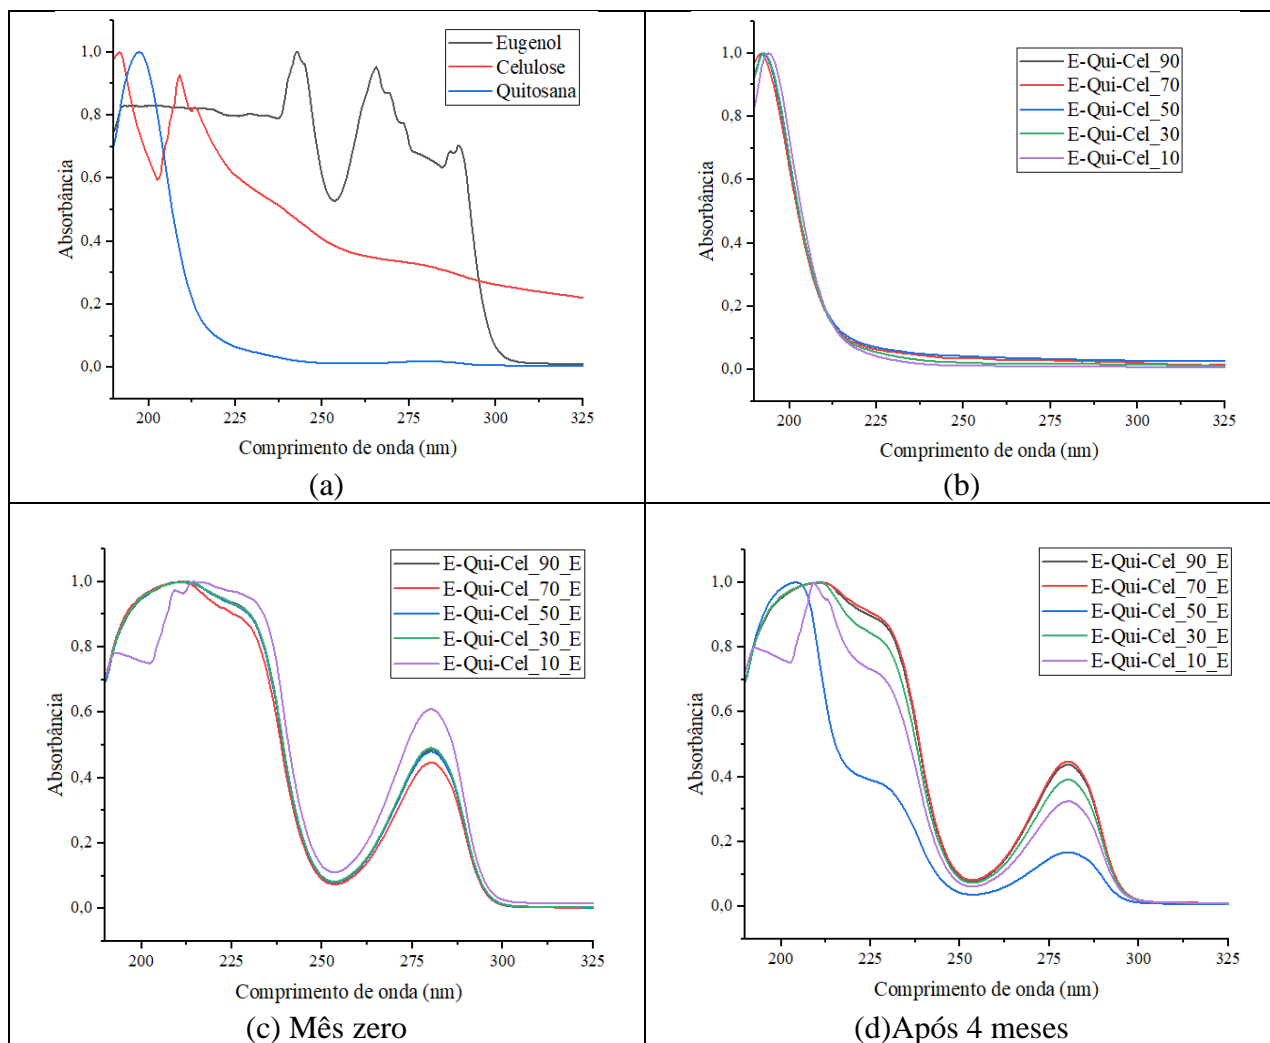 Eugenol
Celulose
Quitosana
Absorbância
1,0
0,8
0,6
0,4
0,2
0,0
200 225 250 275 300 325
Comprimento de onda (nm)
(a)
E-Qui-Cel_90
E-Qui-Cel_70
E-Qui-Cel_50
E-Qui-Cel_30
E-Qui-Cel_10
Absorbância
1,0
0,8
0,6
0,4
0,2
0,0
200 225 250 275 300 325
Comprimento de onda (nm)
(b)
E-Qui-Cel_90_E
E-Qui-Cel_70_E
E-Qui-Cel_50_E
E-Qui-Cel_30_E
E-Qui-Cel_10_E
Absorbância
1,0
0,8
0,6
0,4
0,2
0,0
200 225 250 275 300 325
Comprimento de onda (nm)
(c) Mês zero
E-Qui-Cel_90_E
E-Qui-Cel_70_E
E-Qui-Cel_50_E
E-Qui-Cel_30_E
E-Qui-Cel_10_E
Absorbância
1,0
0,8
0,6
0,4
0,2
0,0
200 225 250 275 300 325
Comprimento de onda (nm)
(d)Após 4 meses